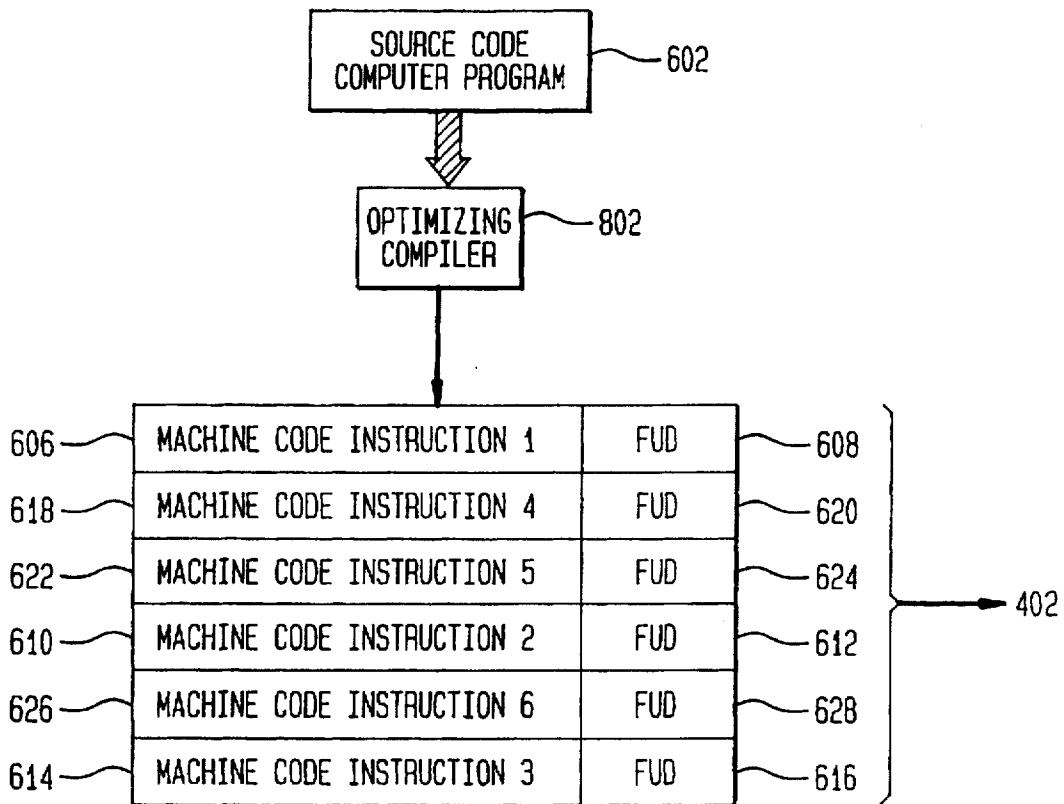 SOURCE CODE
COMPUTER PROGRAM
602
OPTIMIZING
COMPILER
802
606 MACHINE CODE INSTRUCTION 1 FUD 608
618 MACHINE CODE INSTRUCTION 4 FUD 620
622 MACHINE CODE INSTRUCTION 5 FUD 624
402
610 MACHINE CODE INSTRUCTION 2 FUD 612
626 MACHINE CODE INSTRUCTION 6 FUD 628
614 MACHINE CODE INSTRUCTION 3 FUD 616